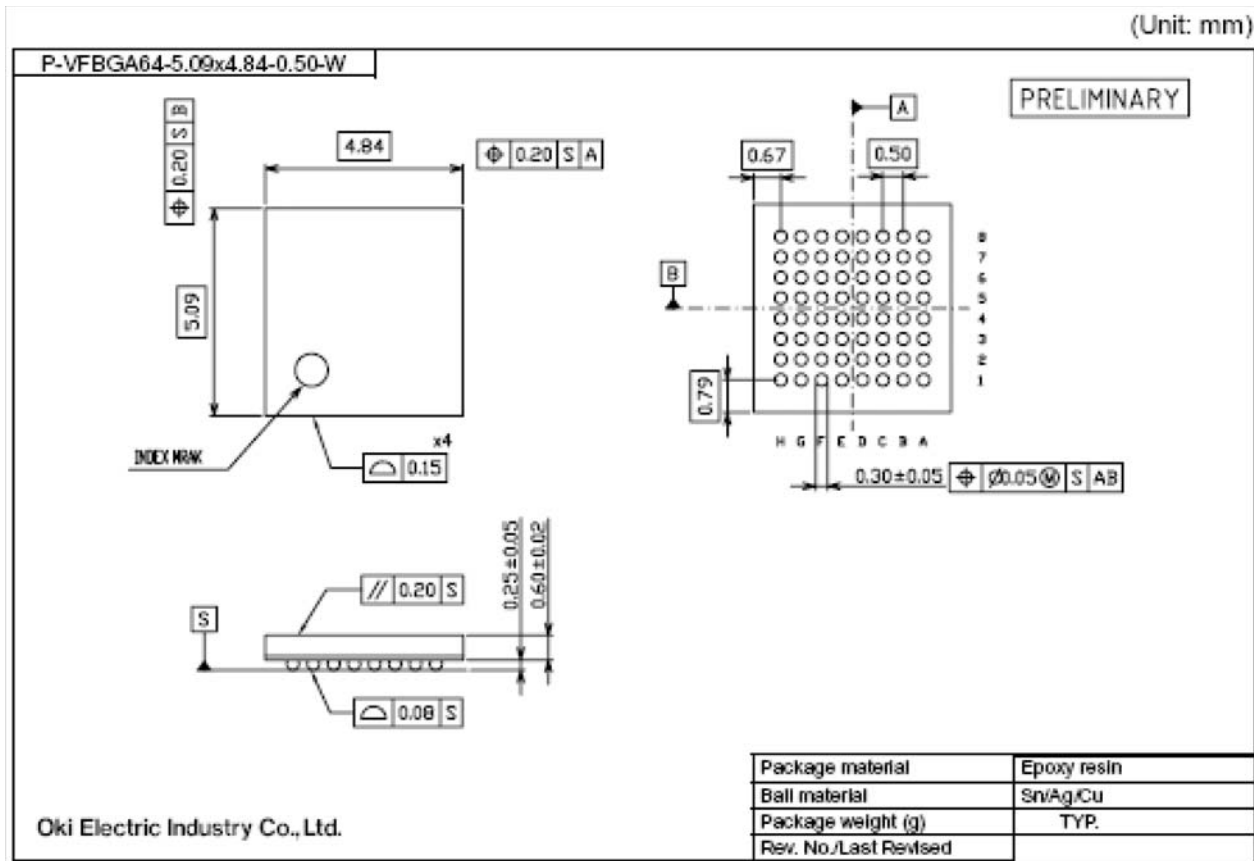 (Unit: mm)
P-VFBGA64-5.09x4.84-0.50-W
PRELIMINARY
⌖ 0.20 S B
4.84
⌖ 0.20 S A
5.09
INDEX MRAK
x4
⌓ 0.15
A
0.67
0.50
B
8
7
6
5
4
3
2
1
0.79
H G F E D C B A
0.30±0.05 ⌖ Ø0.05Ⓜ S AB
// 0.20 S
0.25±0.05
0.60±0.02
S
⌓ 0.08 S
Package material Epoxy resin
Ball material Sn/Ag/Cu
Package weight (g) TYP.
Rev. No./Last Revised
Oki Electric Industry Co., Ltd.